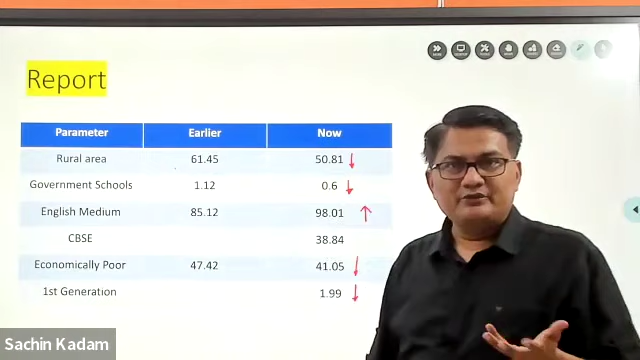 Report
Parameter Earlier Now
Rural area 61.45 50.81
Government Schools 1.12 0.6
English Medium 85.12 98.01
CBSE 38.84
Economically Poor 47.42 41.05
1st Generation 1.99
Sachin Kadam